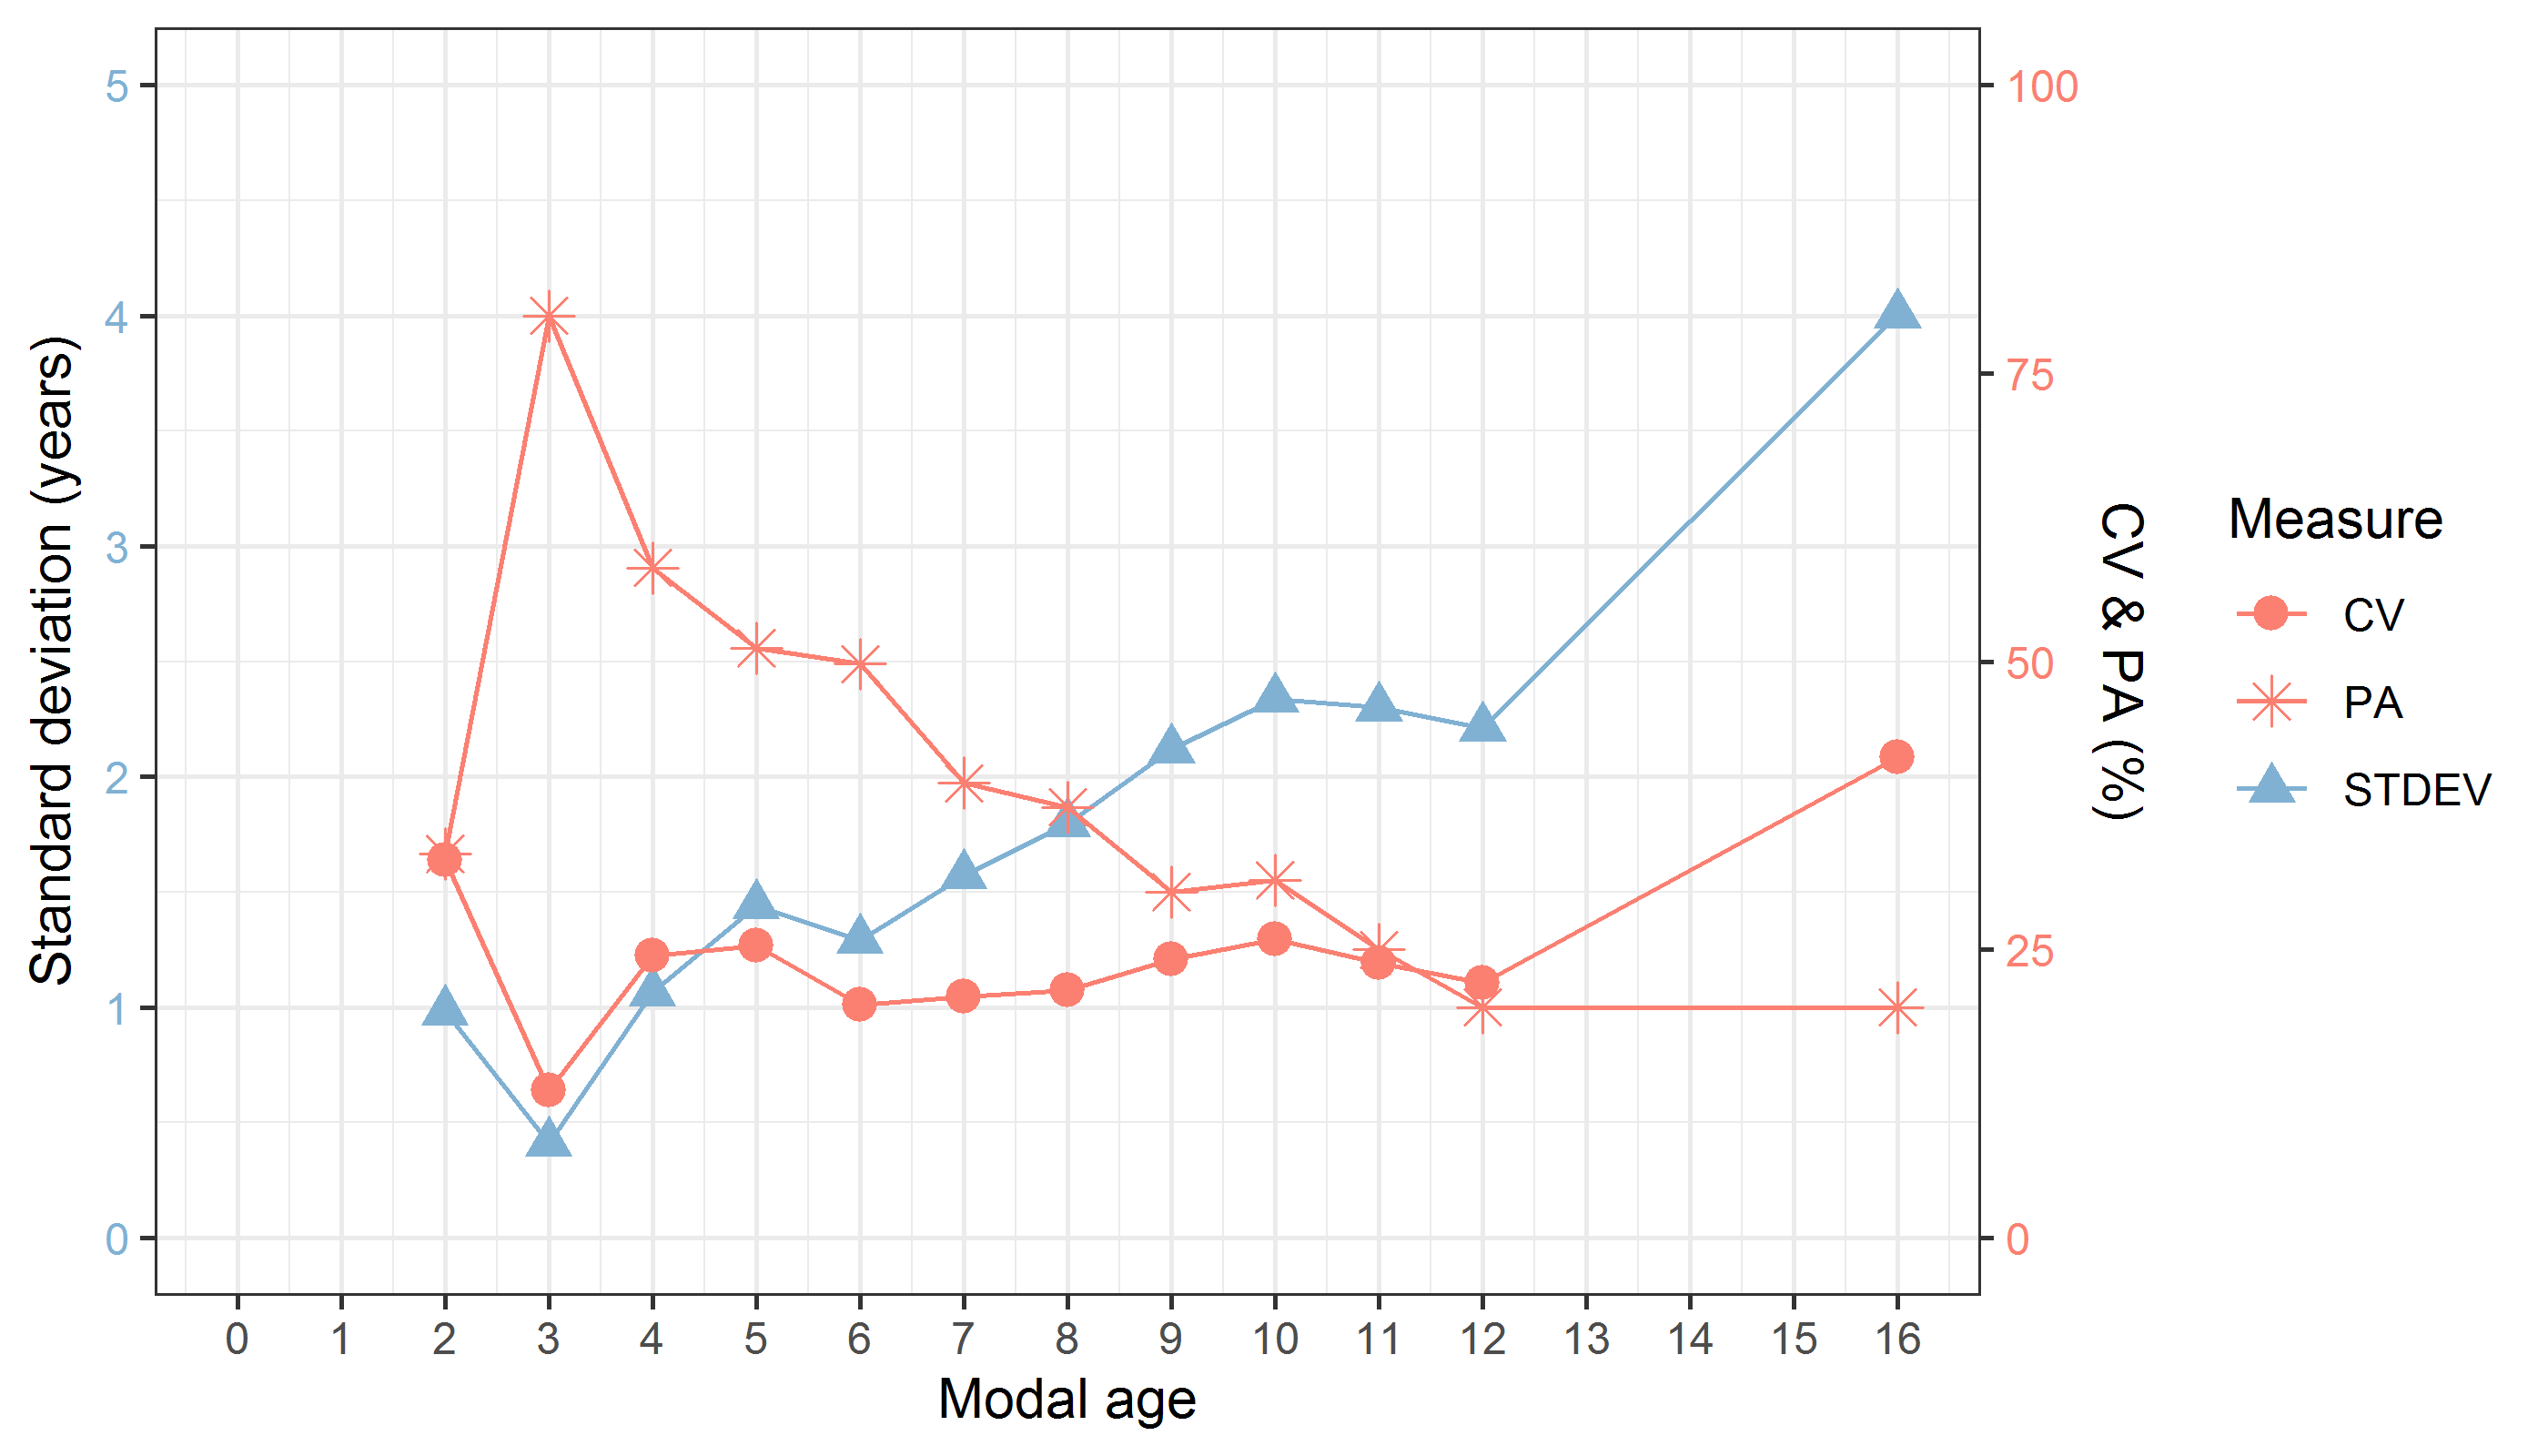 Standard deviation (years)
5
4
3
2
1
0
100
75
50
25
0
CV & PA (%)
0 1 2 3 4 5 6 7 8 9 10 11 12 13 14 15 16
Modal age
Measure
CV
PA
STDEV